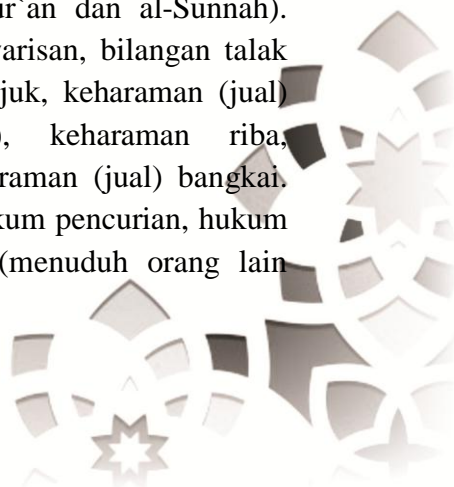 ur`an dan al-Sunnah).
arisan, bilangan talak
juk, keharaman (jual)
), keharaman riba,
raman (jual) bangkai.
kum pencurian, hukum
(menuduh orang lain